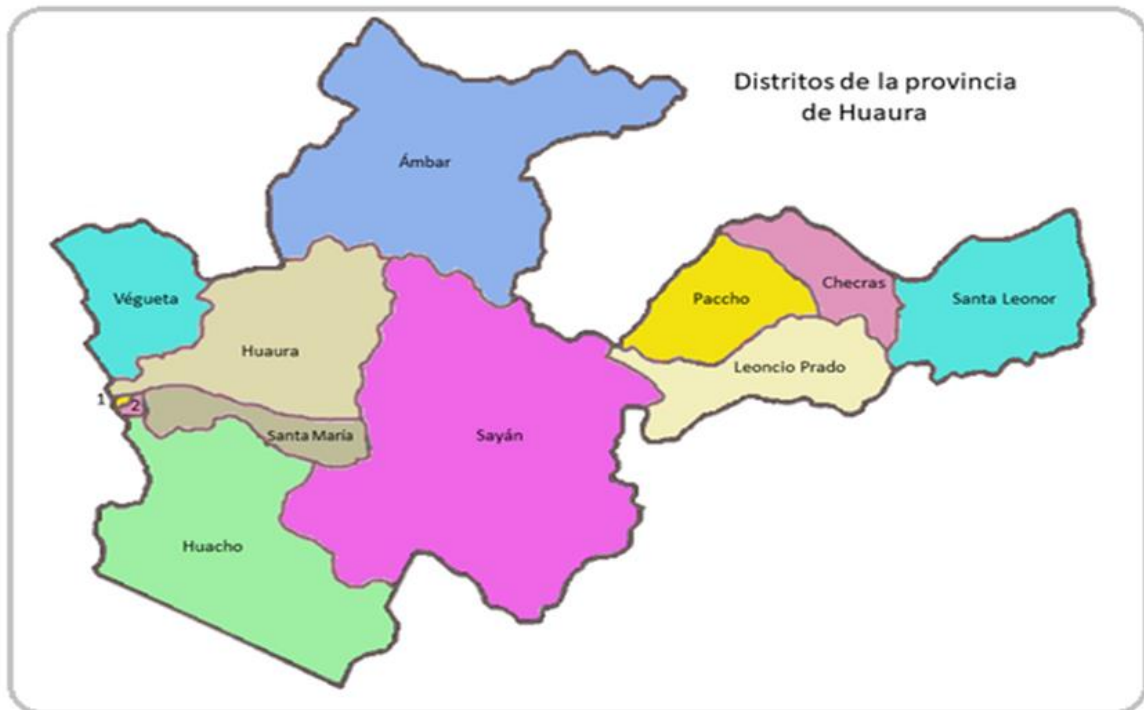 Distritos de la provincia
de Huaura
Ámbar
Végueta
Paccho
Checras
Santa Leonor
Huaura
Leoncio Prado
1
2
Santa María
Sayán
Huacho